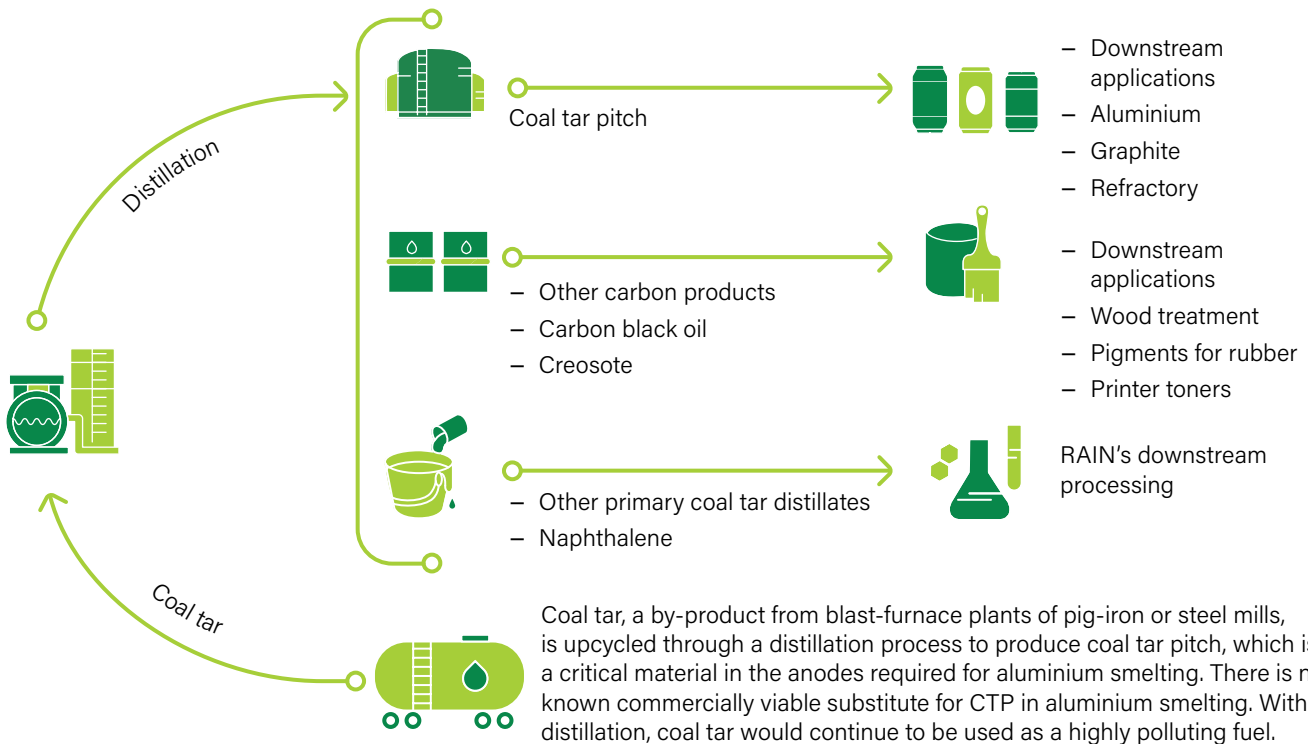 Distillation
Coal tar pitch
– Downstream
applications
– Aluminium
– Graphite
– Refractory
– Other carbon products
– Carbon black oil
– Creosote
– Downstream
applications
– Wood treatment
– Pigments for rubber
– Printer toners
– Other primary coal tar distillates
– Naphthalene
RAIN’s downstream
processing
Coal tar
Coal tar, a by-product from blast-furnace plants of pig-iron or steel mills,
is upcycled through a distillation process to produce coal tar pitch, which
a critical material in the anodes required for aluminium smelting. There is
known commercially viable substitute for CTP in aluminium smelting.
distillation, coal tar would continue to be used as a highly polluting fuel.